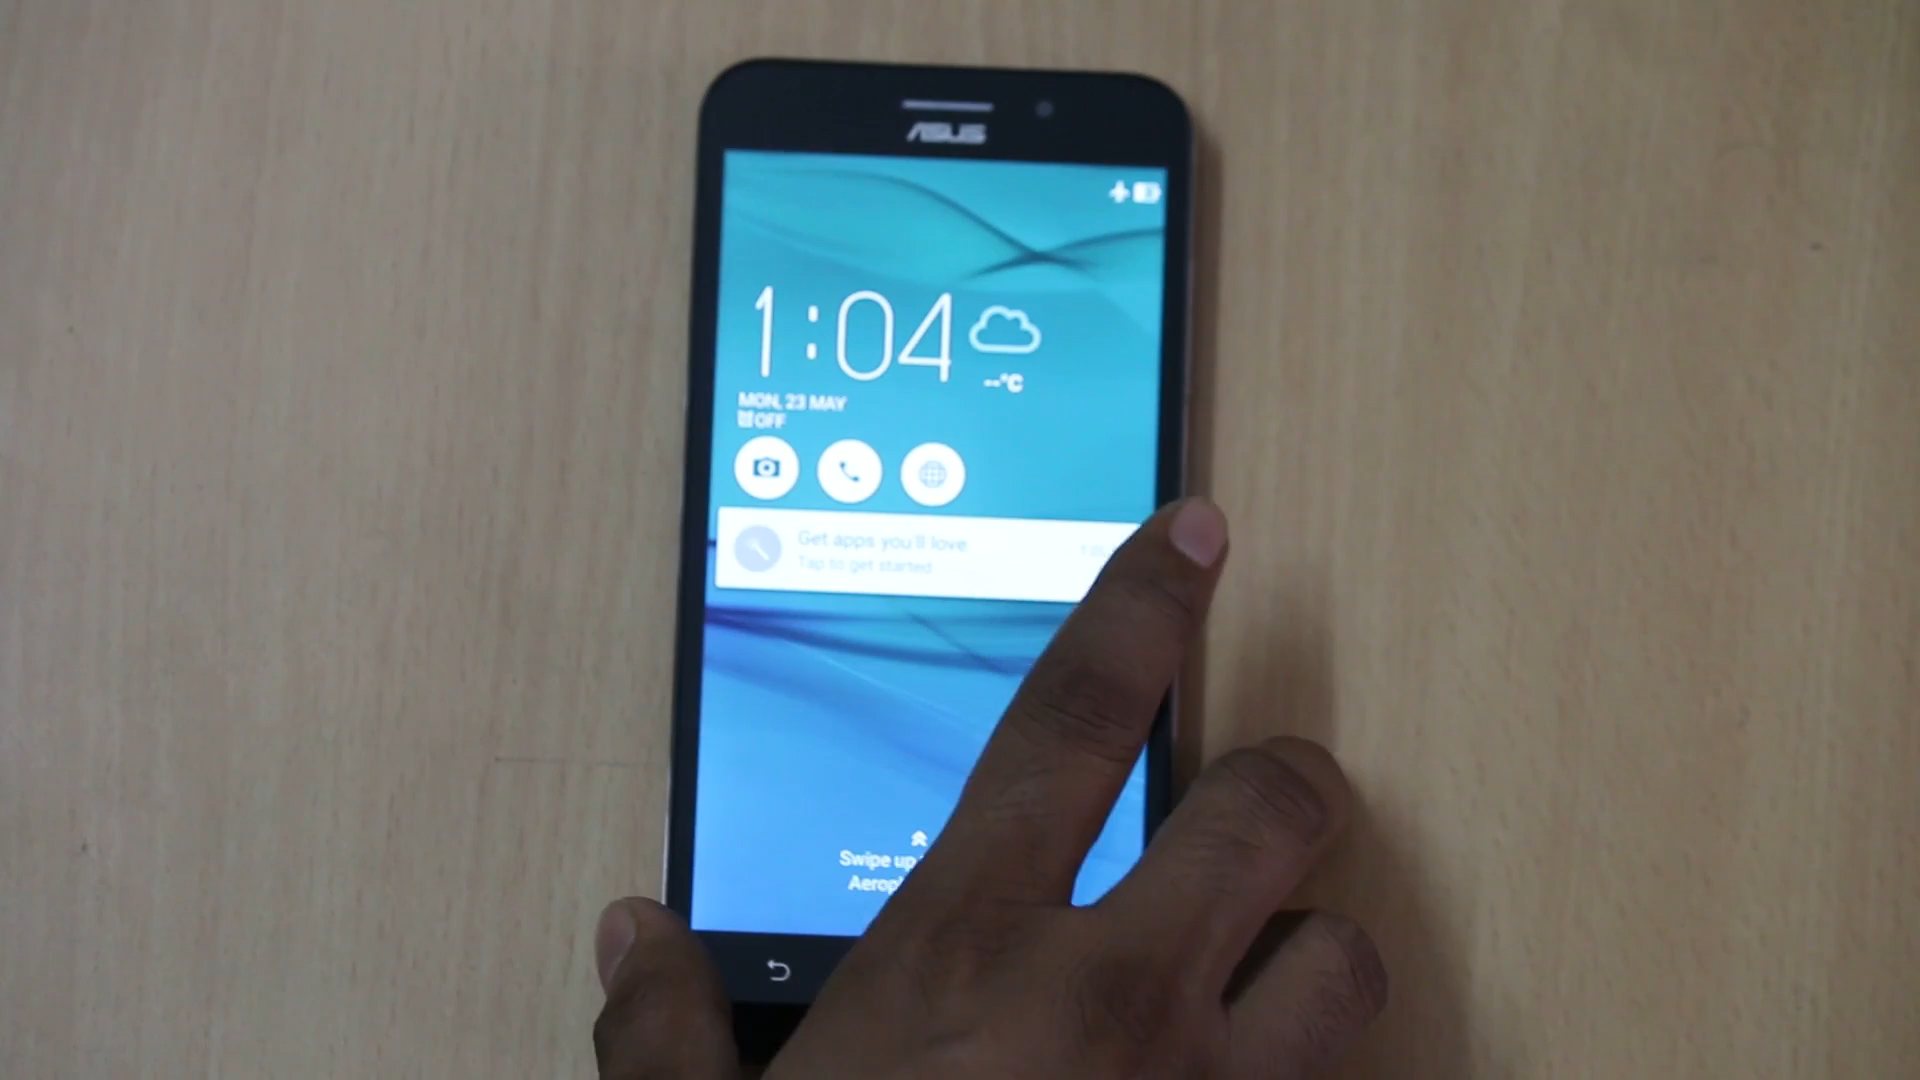 ASUS
1:04
--°C
MON, 23 MAY
OFF
Get apps you'll love
Tap to get started
Swipe up